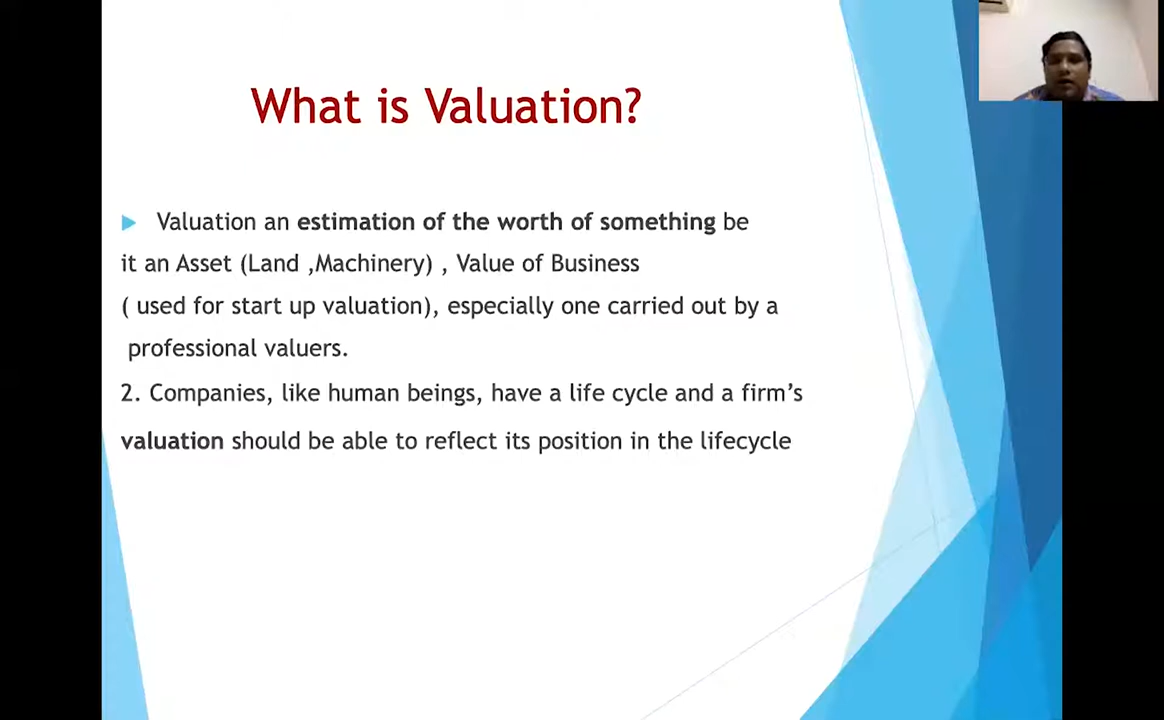 What is Valuation?
Valuation an estimation of the worth of something be
it an Asset (Land ,Machinery) , Value of Business
( used for start up valuation), especially one carried out by a
professional valuers.
2. Companies, like human beings, have a life cycle and a firm’s
valuation should be able to reflect its position in the lifecycle